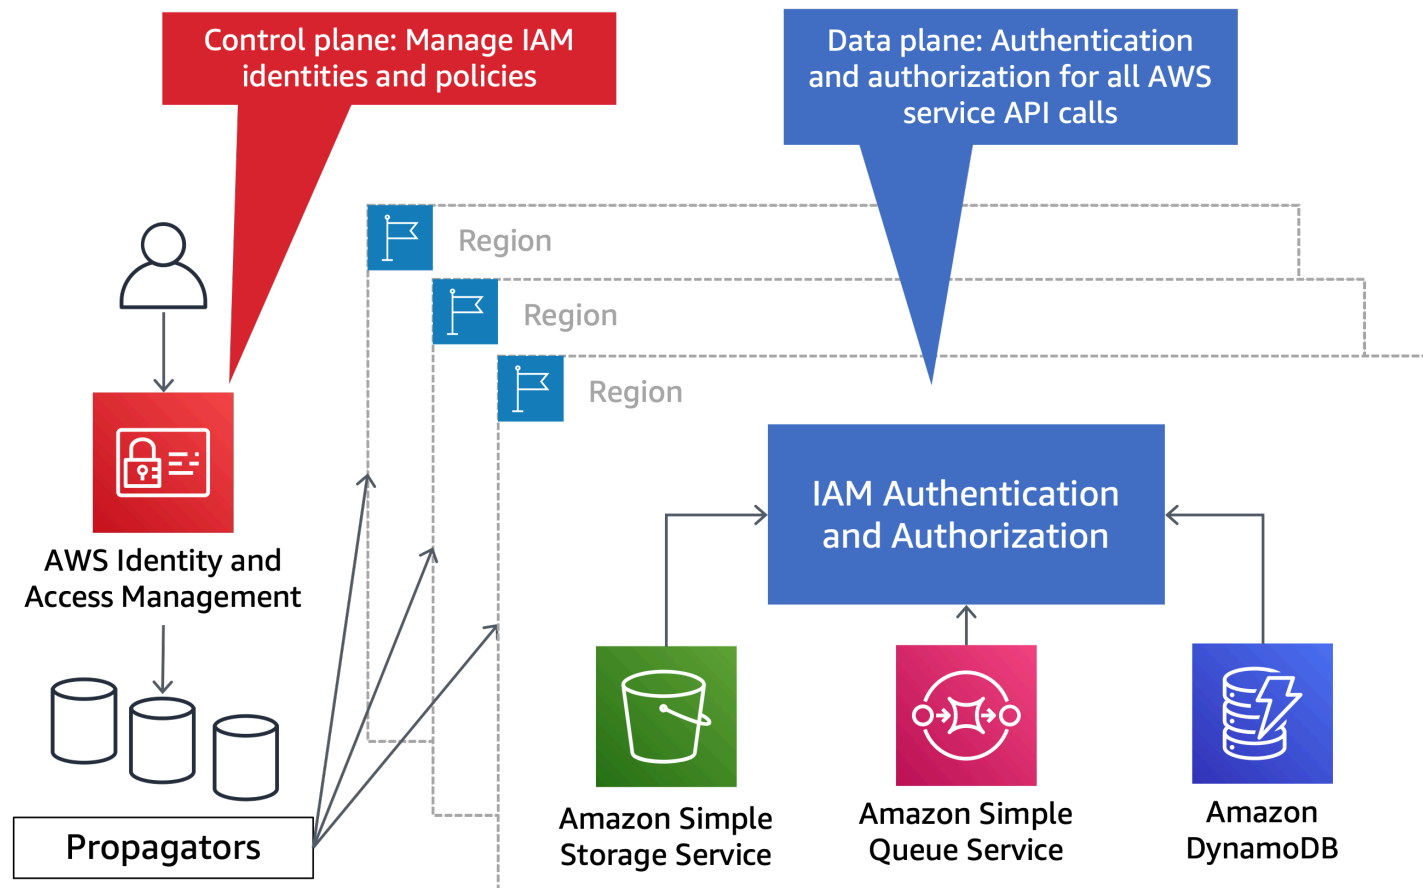 Control plane: Manage IAM
identities and policies
Data plane: Authentication
and authorization for all AWS
service API calls
Region
Region
Region
IAM Authentication
and Authorization
AWS Identity and
Access Management
Propagators
Amazon Simple
Storage Service
Amazon Simple
Queue Service
Amazon
DynamoDB